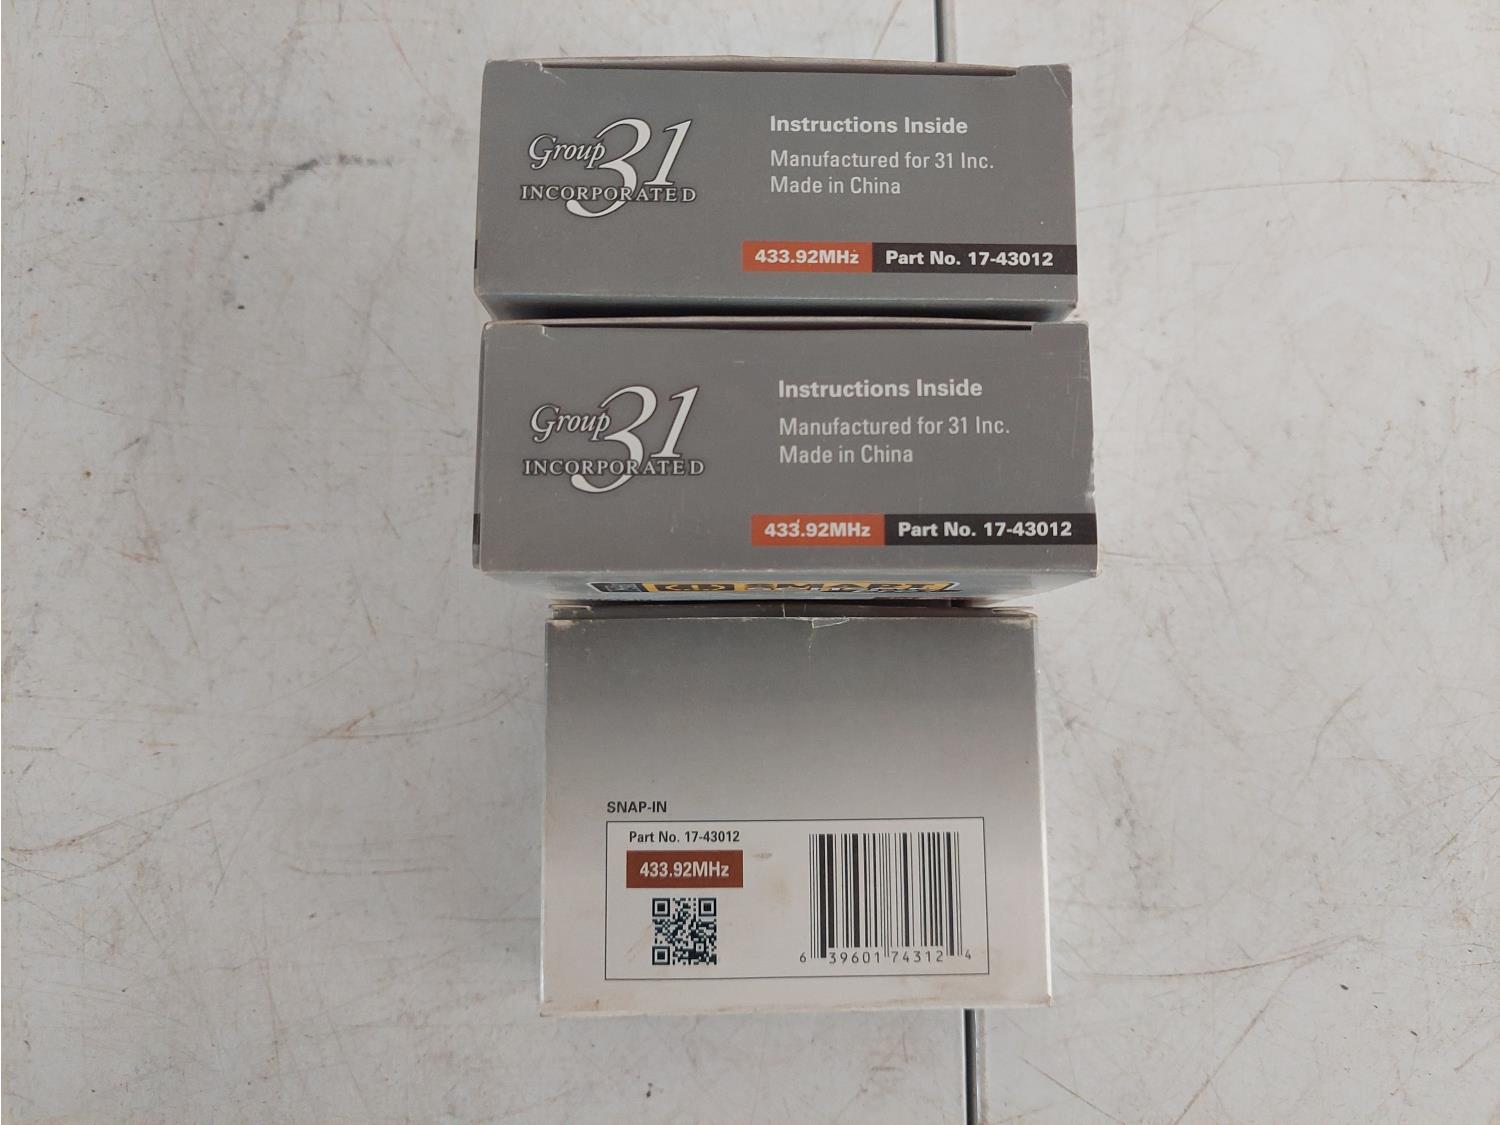 Group 31
INCORPORATED
Instructions Inside
Manufactured for 31 Inc.
Made in China
433.92MHz Part No. 17-43012
Group 31
INCORPORATED
Instructions Inside
Manufactured for 31 Inc.
Made in China
433.92MHz Part No. 17-43012
SMART
SNAP-IN
Part No. 17-43012
433.92MHz
6 39601 74312 4